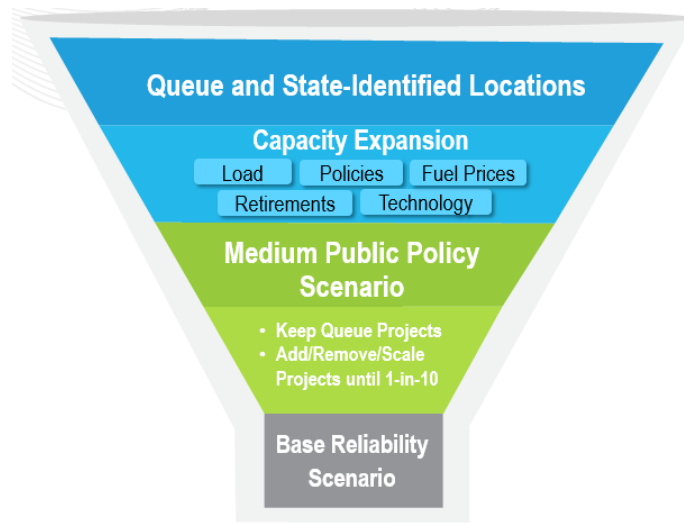 Queue and State-Identified Locations
Capacity Expansion
Load Policies Fuel Prices
Retirements Technology
Medium Public Policy
Scenario
• Keep Queue Projects
• Add/Remove/Scale
Projects until 1-in-10
Base Reliability
Scenario